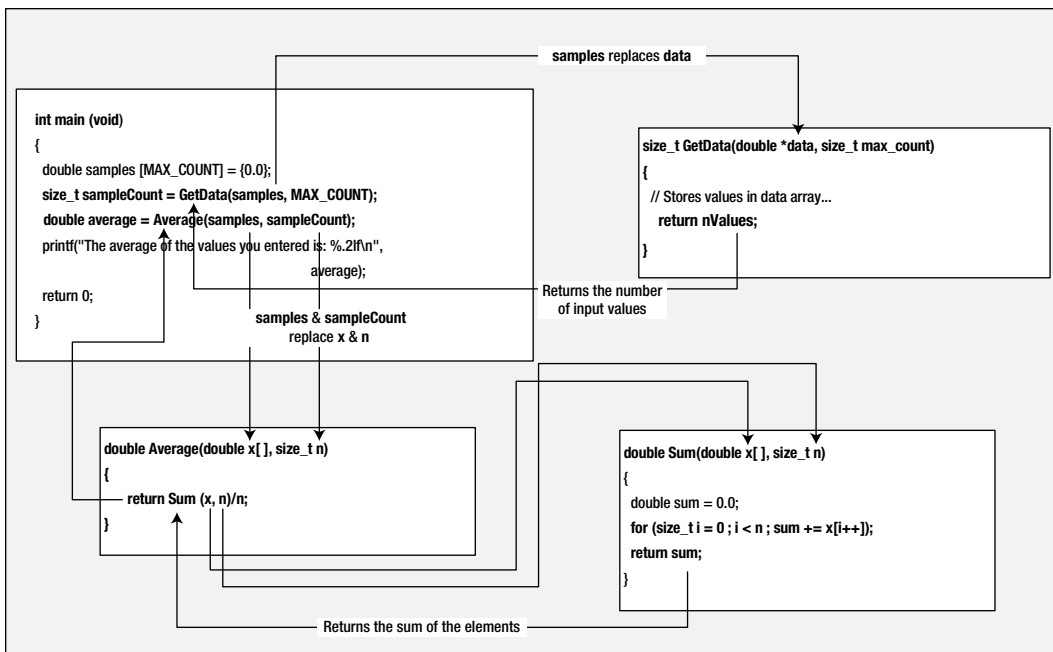 samples replaces data
int main (void)
{
double samples [MAX_COUNT] = {0.0};
size_t sampleCount = GetData(samples, MAX_COUNT);
double average = Average(samples, sampleCount);
printf("The average of the values you entered is: %.2lf\n",
average);
return 0;
}
size_t GetData(double *data, size_t max_count)
{
// Stores values in data array...
return nValues;
}
Returns the number
of input values
samples & sampleCount
replace x & n
double Average(double x[ ], size_t n)
{
return Sum (x, n)/n;
}
double Sum(double x[ ], size_t n)
{
double sum = 0.0;
for (size_t i = 0 ; i < n ; sum += x[i++]);
return sum;
}
Returns the sum of the elements